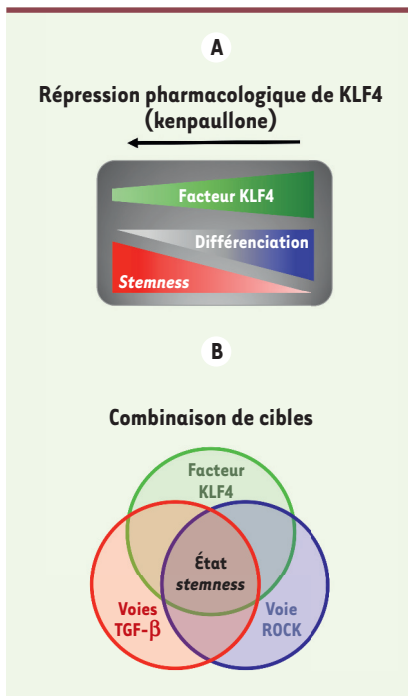 A
Répression pharmacologique de KLF4
(kenpaullone)
Facteur KLF4
Différenciation
Stemness
B
Combinaison de cibles
Facteur
KLF4
État
stemness
Voies
TGF-β
Voie
ROCK